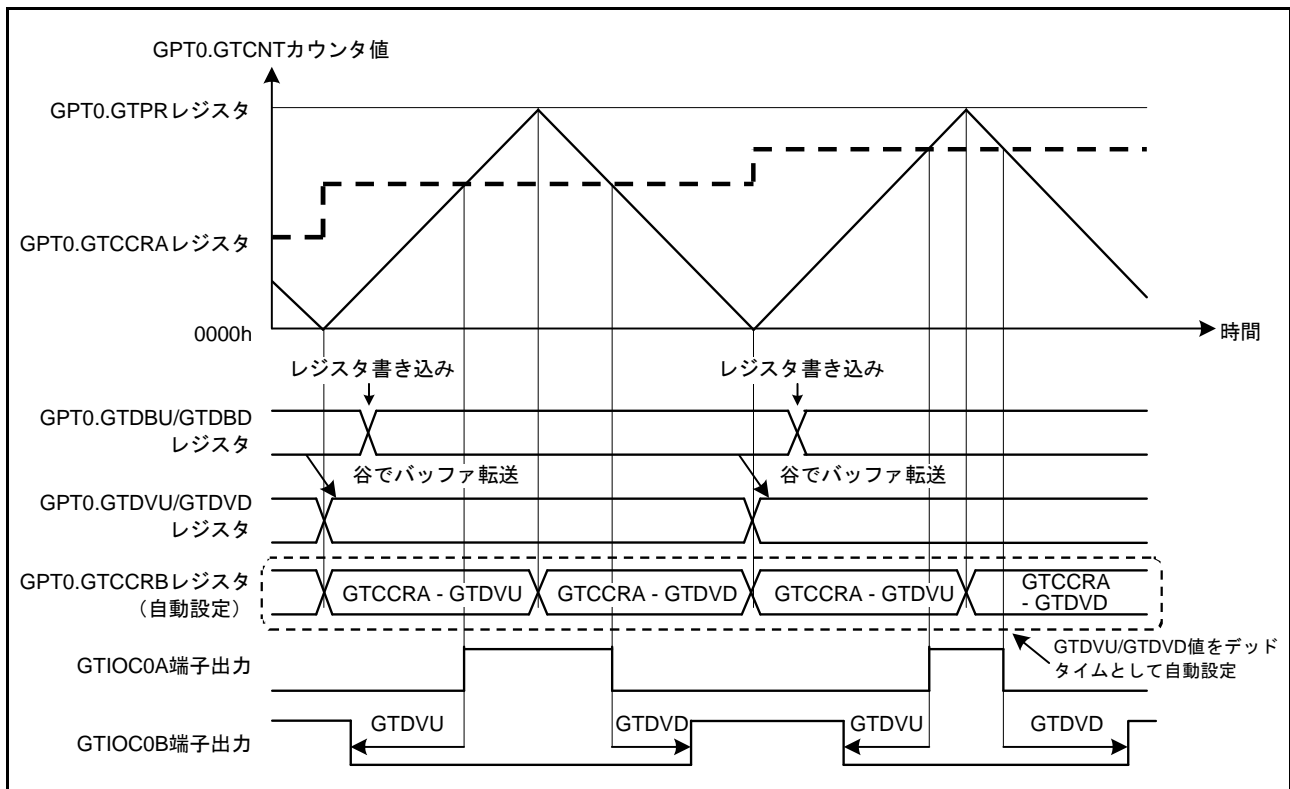 GPT0.GTCNTカウンタ値
GPT0.GTPRレジスタ
GPT0.GTCCRAレジスタ
0000h
時間
レジスタ書き込み
レジスタ書き込み
GPT0.GTDBU/GTDBD
レジスタ
谷でバッファ転送
谷でバッファ転送
GPT0.GTDVU/GTDVD
レジスタ
GPT0.GTCCRBレジスタ
(自動設定)
GTCCRA - GTDVU
GTCCRA - GTDVD
GTCCRA - GTDVU
GTCCRA
- GTDVD
GTDVU/GTDVD値をデッド
タイムとして自動設定
GTIOC0A端子出力
GTDVU
GTDVD
GTDVU
GTDVD
GTIOC0B端子出力